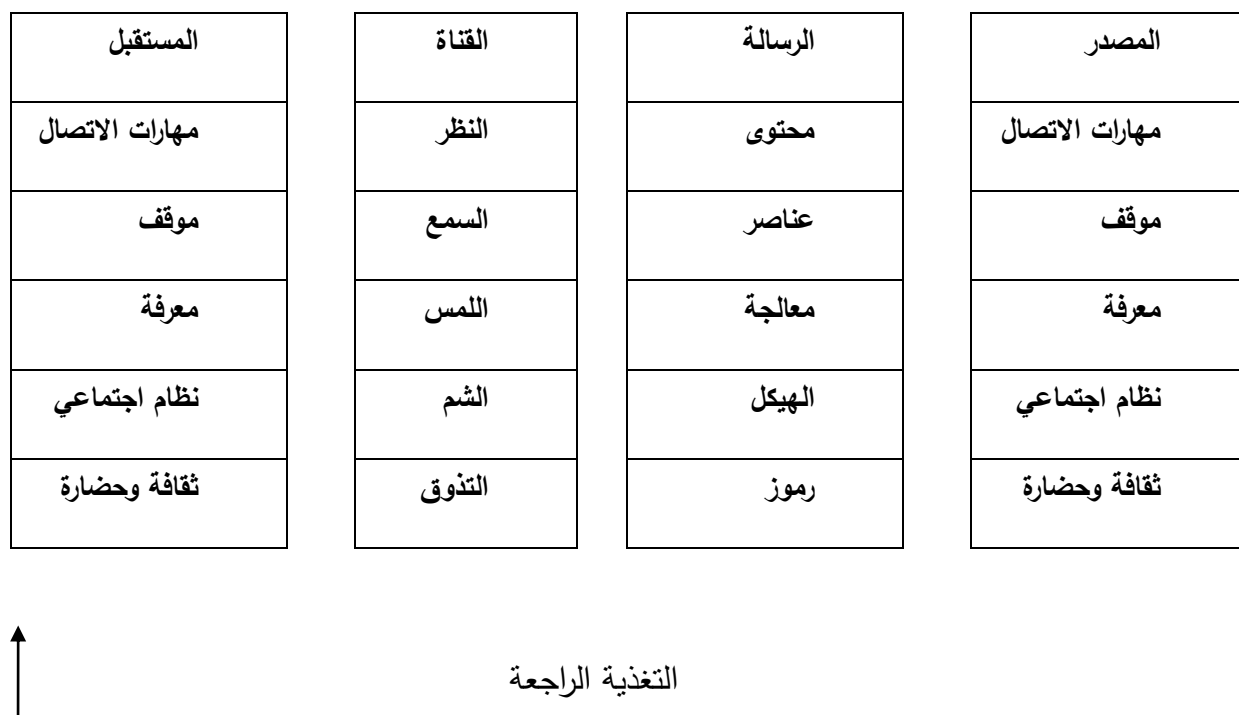 المصدر الرسالة القناة المستقبل
مهارات الاتصال محتوى النظر مهارات الاتصال
موقف عناصر السمع موقف
معرفة معالجة اللمس معرفة
نظام اجتماعي الهيكل الشم نظام اجتماعي
ثقافة وحضارة رموز التذوق ثقافة وحضارة
التغذية الراجعة